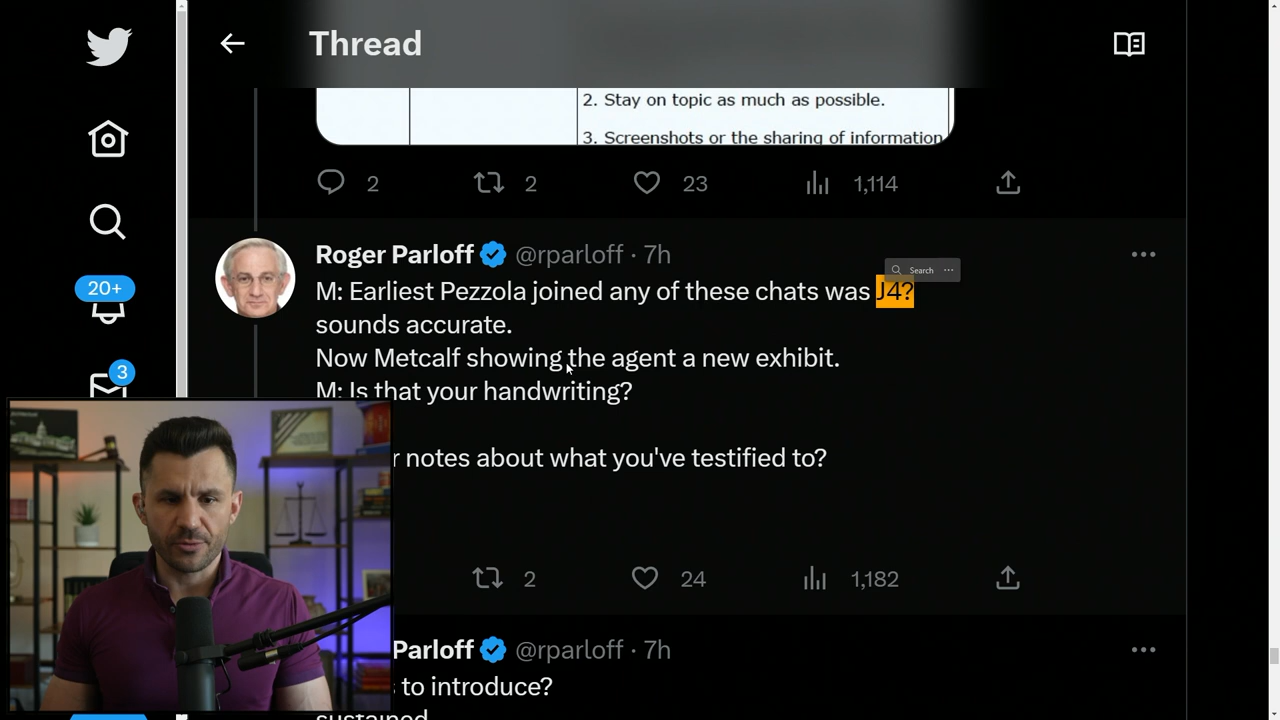 Thread
2. Stay on topic as much as possible.
3. Screenshots or the sharing of information
2 2 23 1,114
20+
3
Roger Parloff @rparloff · 7h
Search
M: Earliest Pezzola joined any of these chats was J4?
sounds accurate.
Now Metcalf showing the agent a new exhibit.
M: Is that your handwriting?
notes about what you've testified to?
2 24 1,182
Parloff @rparloff · 7h
to introduce?
sustained